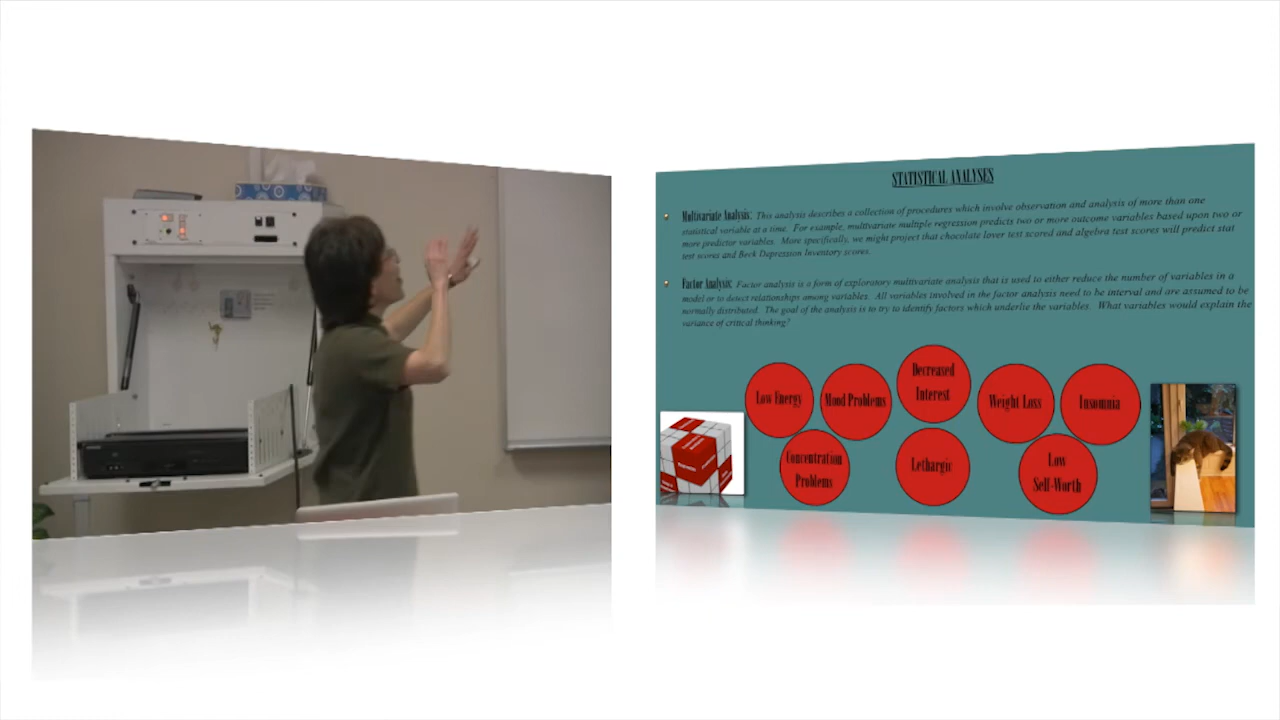 STATISTICAL ANALYSES
Multivariate Analysis: This analysis describes a collection of procedures which involve observation and analysis of more than one
statistical variable at a time. For example, multivariate multiple regression predicts two or more outcome variables based upon two or
more predictor variables. More specifically, we might project that chocolate lover test scored and algebra test scores will predict stat
test scores and Beck Depression Inventory scores.
Factor Analysis: Factor analysis is a form of exploratory multivariate analysis that is used to either reduce the number of variables in a
model or to detect relationships among variables. All variables involved in the factor analysis need to be interval and are assumed to be
normally distributed. The goal of the analysis is to try to identify factors which underlie the variables. What variables would explain the
variance of critical thinking?
Low Energy
Mood Problems
Decreased
Interest
Weight Loss
Insomnia
Concentration
Problems
Lethargic
Low
Self-Worth